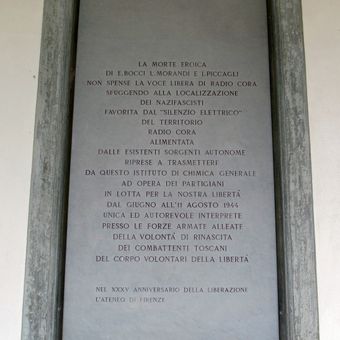 LA MORTE EROICA
DI E. BOCCI L. MORANDI E I. PICCAGLI
NON SPENSE LA VOCE LIBERA DI RADIO CORA
SFUGGENDO ALLA LOCALIZZAZIONE
DEI NAZIFASCISTI
FAVORITA DAL "SILENZIO ELETTRICO"
DEL TERRITORIO
RADIO CORA
ALIMENTATA
DALLE ESISTENTI SORGENTI AUTONOME
RIPRESE A TRASMETTERE
DA QUESTO ISTITUTO DI CHIMICA GENERALE
AD OPERA DEI PARTIGIANI
IN LOTTA PER LA NOSTRA LIBERTÀ
DAL GIUGNO ALL'11 AGOSTO 1944
UNICA ED AUTOREVOLE INTERPRETE
PRESSO LE FORZE ARMATE ALLEATE
DELLA VOLONTÀ DI RINASCITA
DEI COMBATTENTI TOSCANI
DEL CORPO VOLONTARI DELLA LIBERTÀ
NEL XXXV ANNIVERSARIO DELLA LIBERAZIONE
L'ATENEO DI FIRENZE